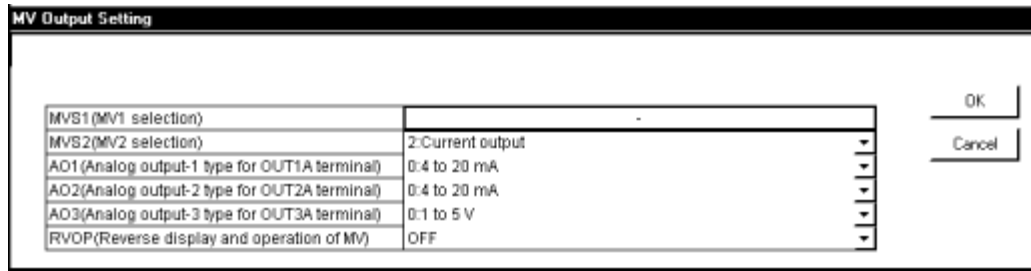 MV Output Setting
OK
MVS1(MV1 selection) -
MVS2(MV2 selection) 2:Current output
Cancel
AO1(Analog output-1 type for OUT1A terminal) 0:4 to 20 mA
AO2(Analog output-2 type for OUT2A terminal) 0:4 to 20 mA
AO3(Analog output-3 type for OUT3A terminal) 0:1 to 5 V
RVOP(Reverse display and operation of MV) OFF